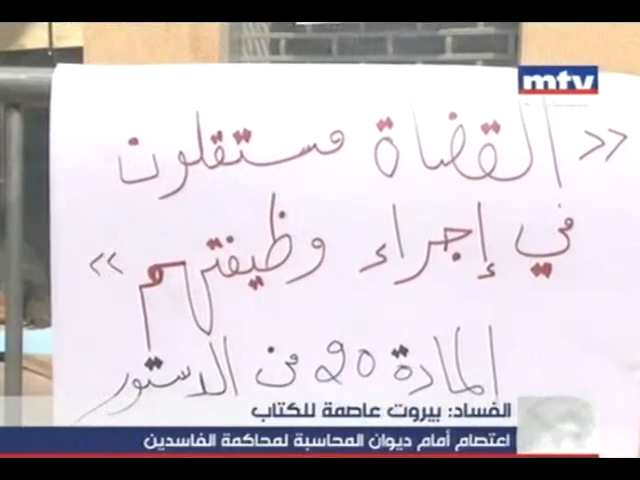 mtv
« القضاة مستقلون
في إجراء وظيفتهم »
المادة 20 من الدستور
الفساد: بيروت عاصمة للكتاب
اعتصام أمام ديوان المحاسبة لمحاكمة الفاسدين